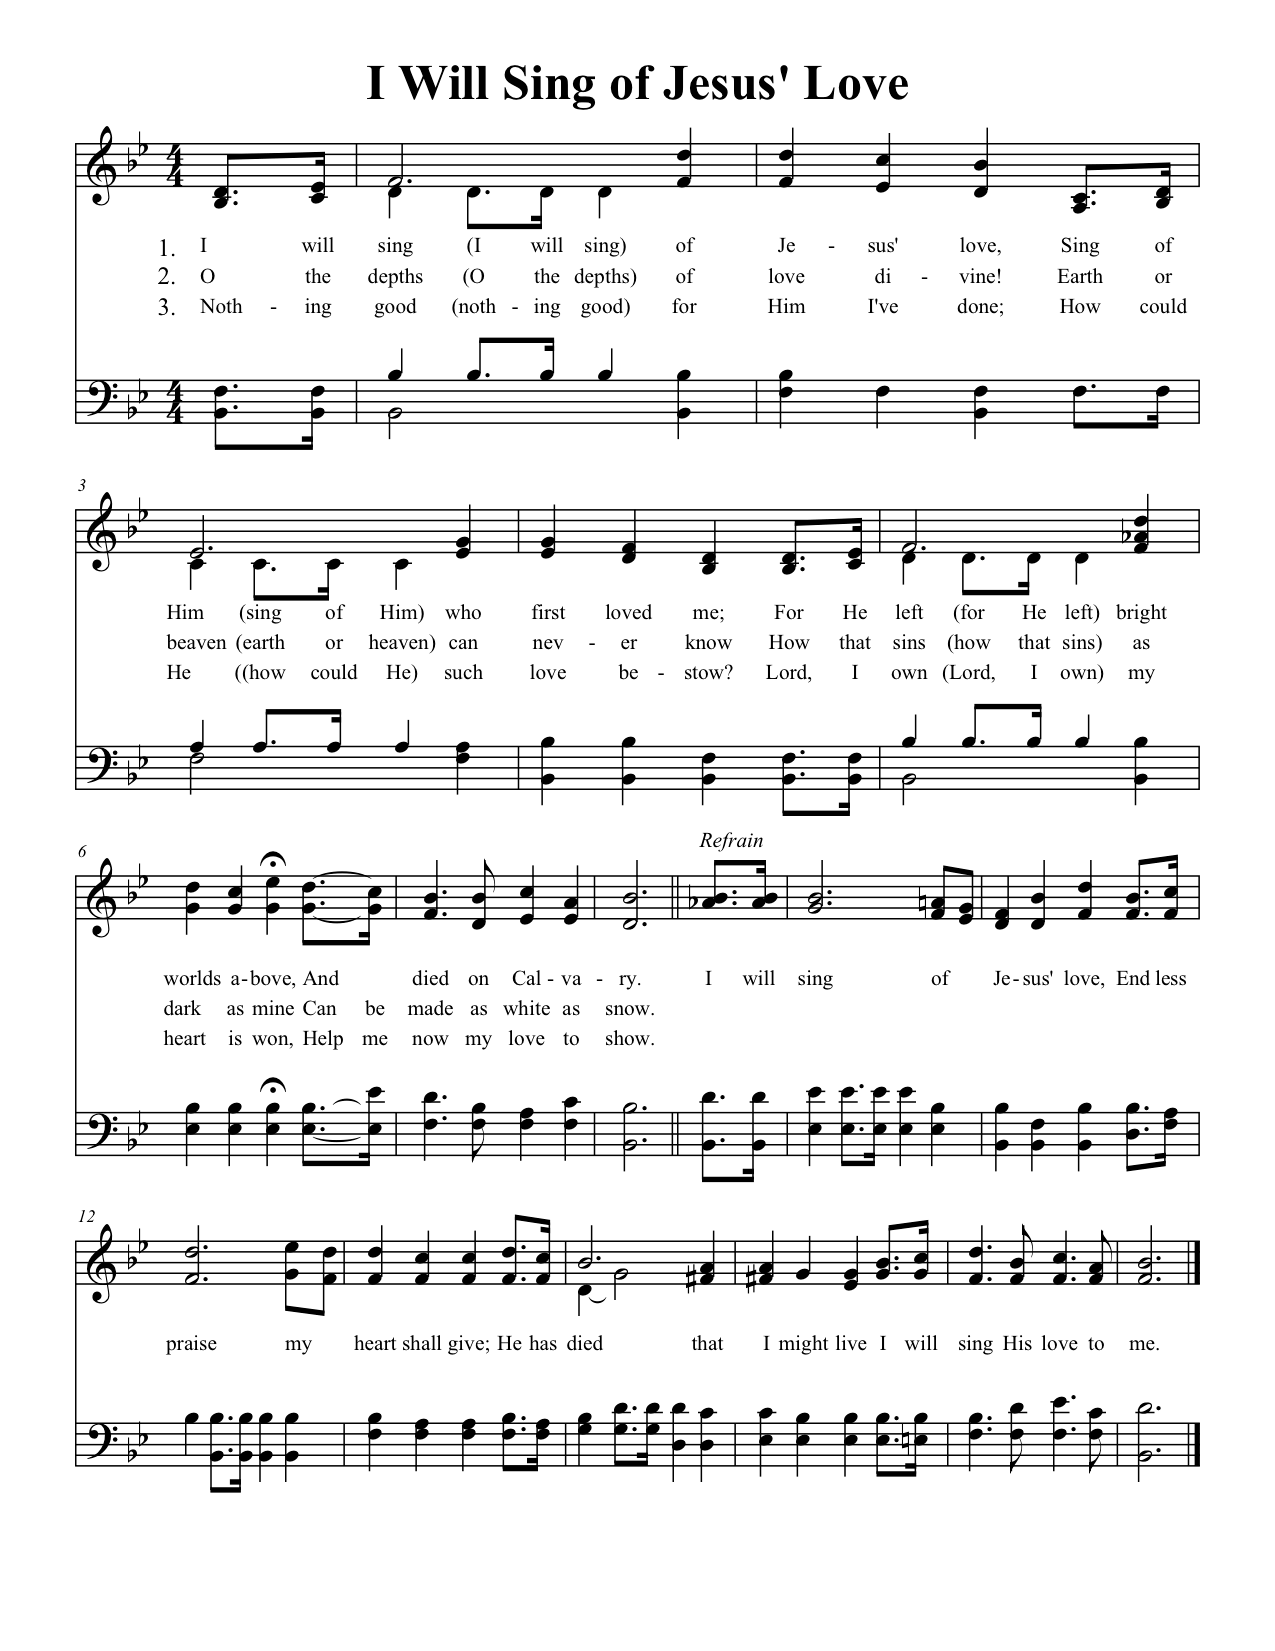 I Will Sing of Jesus' Love
4
4
1. I will sing (I will sing) of Je - sus' love, Sing of
2. O the depths (O the depths) of love di - vine! Earth or
3. Noth - ing good (noth - ing good) for Him I've done; How could
4
4
3
Him (sing of Him) who first loved me; For He left (for He left) bright
beaven (earth or heaven) can nev - er know How that sins (how that sins) as
He ((how could He) such love be - stow? Lord, I own (Lord, I own) my
6
Refrain
worlds a - bove, And died on Cal - va - ry. I will sing of Je - sus' love, End less
dark as mine Can be made as white as snow.
heart is won, Help me now my love to show.
12
praise my heart shall give; He has died that I might live I will sing His love to me.